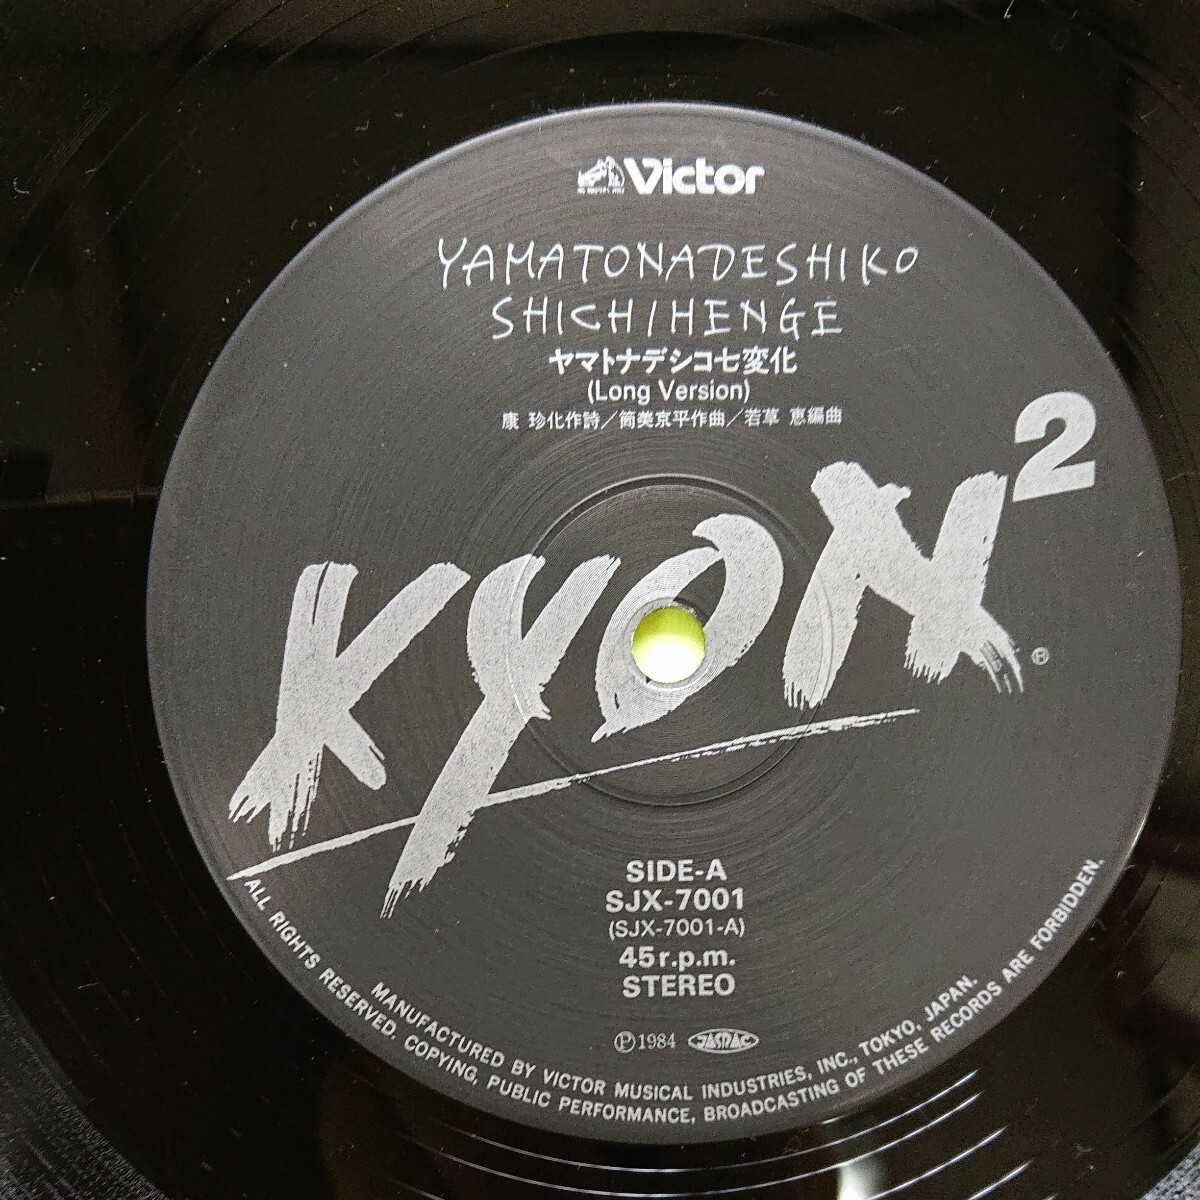 Victor
YAMATONADESHIKO
SHICHIHENGE
ヤマトナデシコ七変化
(Long Version)
康 珍化作詩／筒美京平作曲／若草 恵編曲
KYON²
Ⓟ
SIDE-A
SJX-7001
(SJX-7001-A)
45 r.p.m.
STEREO
Ⓟ1984 JASRAC
MANUFACTURED BY VICTOR MUSICAL INDUSTRIES, INC., TOKYO, JAPAN.
ALL RIGHTS RESERVED. COPYING, PUBLIC PERFORMANCE, BROADCASTING OF THESE RECORDS ARE FORBIDDEN.